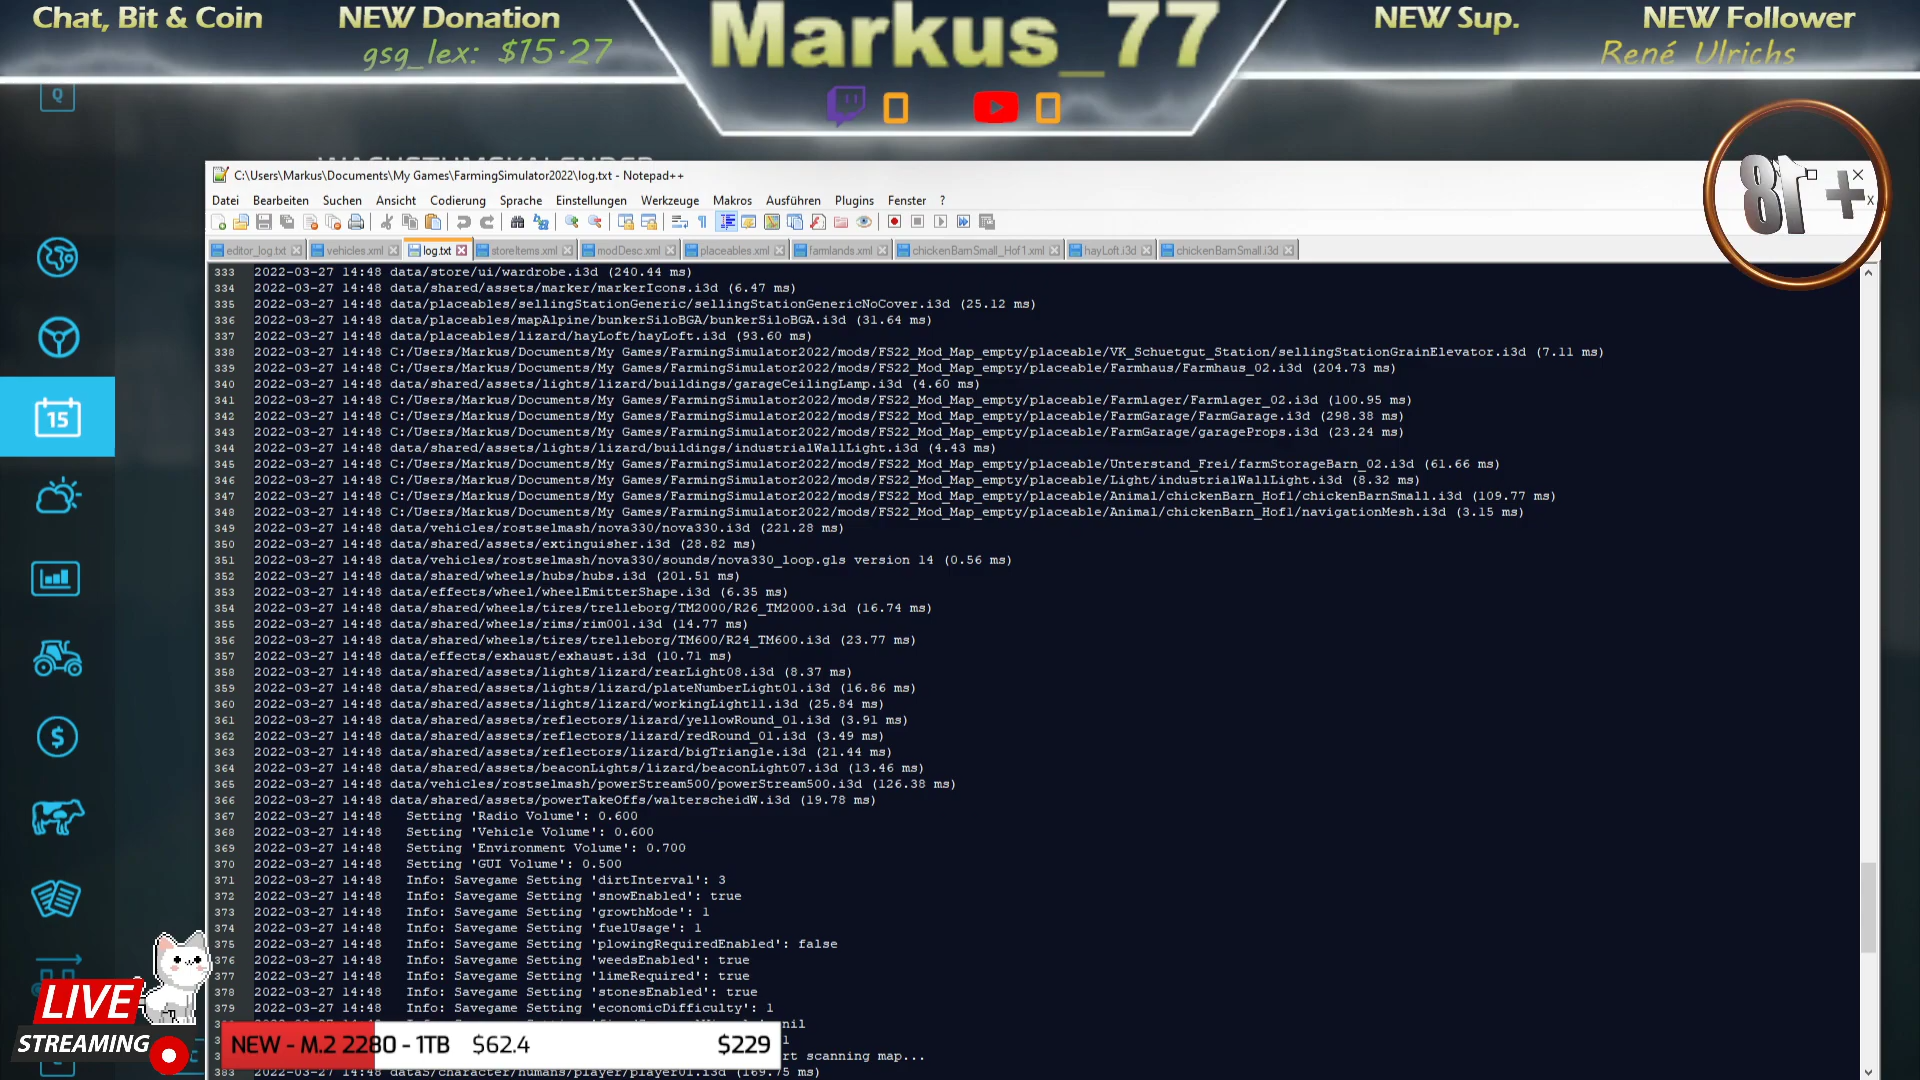 Chat, Bit & Coin
NEW Donation
gsg_lex: $15.27
Markus_77
NEW Sup.
NEW Follower
René Ulrichs
Q
18+
C:\Users\Markus\Documents\My Games\FarmingSimulator2022\log.txt - Notepad++
Datei Bearbeiten Suchen Ansicht Codierung Sprache Einstellungen Werkzeuge Makros Ausführen Plugins Fenster ?
editor_log.txt vehicles.xml log.txt storeItems.xml modDesc.xml placeables.xml farmlands.xml chickenBarnSmall_Hof1.xml hayLoft.i3d chickenBarnSmall.i3d
333 2022-03-27 14:48 data/store/ui/wardrobe.i3d (240.44 ms)
334 2022-03-27 14:48 data/shared/assets/marker/markerIcons.i3d (6.47 ms)
335 2022-03-27 14:48 data/placeables/sellingStationGeneric/sellingStationGenericNoCover.i3d (25.12 ms)
336 2022-03-27 14:48 data/placeables/mapAlpine/bunkerSiloBGA/bunkerSiloBGA.i3d (31.64 ms)
337 2022-03-27 14:48 data/placeables/lizard/hayLoft/hayLoft.i3d (93.60 ms)
338 2022-03-27 14:48 C:/Users/Markus/Documents/My Games/FarmingSimulator2022/mods/FS22_Mod_Map_empty/placeable/VK_Schuetgut_Station/sellingStationGrainElevator.i3d (7.11 ms)
339 2022-03-27 14:48 C:/Users/Markus/Documents/My Games/FarmingSimulator2022/mods/FS22_Mod_Map_empty/placeable/Farmhaus/Farmhaus_02.i3d (204.73 ms)
340 2022-03-27 14:48 data/shared/assets/lights/lizard/buildings/garageCeilingLamp.i3d (4.60 ms)
341 2022-03-27 14:48 C:/Users/Markus/Documents/My Games/FarmingSimulator2022/mods/FS22_Mod_Map_empty/placeable/Farmlager/Farmlager_02.i3d (100.95 ms)
342 2022-03-27 14:48 C:/Users/Markus/Documents/My Games/FarmingSimulator2022/mods/FS22_Mod_Map_empty/placeable/FarmGarage/FarmGarage.i3d (298.38 ms)
343 2022-03-27 14:48 C:/Users/Markus/Documents/My Games/FarmingSimulator2022/mods/FS22_Mod_Map_empty/placeable/FarmGarage/garageProps.i3d (23.24 ms)
344 2022-03-27 14:48 data/shared/assets/lights/lizard/buildings/industrialWallLight.i3d (4.43 ms)
345 2022-03-27 14:48 C:/Users/Markus/Documents/My Games/FarmingSimulator2022/mods/FS22_Mod_Map_empty/placeable/Unterstand_Frei/farmStorageBarn_02.i3d (61.66 ms)
346 2022-03-27 14:48 C:/Users/Markus/Documents/My Games/FarmingSimulator2022/mods/FS22_Mod_Map_empty/placeable/Light/industrialWallLight.i3d (8.32 ms)
347 2022-03-27 14:48 C:/Users/Markus/Documents/My Games/FarmingSimulator2022/mods/FS22_Mod_Map_empty/placeable/Animal/chickenBarn_Hof1/chickenBarnSmall.i3d (109.77 ms)
348 2022-03-27 14:48 C:/Users/Markus/Documents/My Games/FarmingSimulator2022/mods/FS22_Mod_Map_empty/placeable/Animal/chickenBarn_Hof1/navigationMesh.i3d (3.15 ms)
349 2022-03-27 14:48 data/vehicles/rostselmash/nova330/nova330.i3d (221.28 ms)
350 2022-03-27 14:48 data/shared/assets/extinguisher.i3d (28.82 ms)
351 2022-03-27 14:48 data/vehicles/rostselmash/nova330/sounds/nova330_loop.gls version 14 (0.56 ms)
352 2022-03-27 14:48 data/shared/wheels/hubs/hubs.i3d (201.51 ms)
353 2022-03-27 14:48 data/effects/wheel/wheelEmitterShape.i3d (6.35 ms)
354 2022-03-27 14:48 data/shared/wheels/tires/trelleborg/TM2000/R26_TM2000.i3d (16.74 ms)
355 2022-03-27 14:48 data/shared/wheels/rims/rim001.i3d (14.77 ms)
356 2022-03-27 14:48 data/shared/wheels/tires/trelleborg/TM600/R24_TM600.i3d (23.77 ms)
357 2022-03-27 14:48 data/effects/exhaust/exhaust.i3d (10.71 ms)
358 2022-03-27 14:48 data/shared/assets/lights/lizard/rearLight08.i3d (8.37 ms)
359 2022-03-27 14:48 data/shared/assets/lights/lizard/plateNumberLight01.i3d (16.86 ms)
360 2022-03-27 14:48 data/shared/assets/lights/lizard/workingLight11.i3d (25.84 ms)
361 2022-03-27 14:48 data/shared/assets/reflectors/lizard/yellowRound_01.i3d (3.91 ms)
362 2022-03-27 14:48 data/shared/assets/reflectors/lizard/redRound_01.i3d (3.49 ms)
363 2022-03-27 14:48 data/shared/assets/reflectors/lizard/bigTriangle.i3d (21.44 ms)
364 2022-03-27 14:48 data/shared/assets/beaconLights/lizard/beaconLight07.i3d (13.46 ms)
365 2022-03-27 14:48 data/vehicles/rostselmash/powerStream500/powerStream500.i3d (126.38 ms)
366 2022-03-27 14:48 data/shared/assets/powerTakeOffs/walterscheidW.i3d (19.78 ms)
367 2022-03-27 14:48 Setting 'Radio Volume': 0.600
368 2022-03-27 14:48 Setting 'Vehicle Volume': 0.600
369 2022-03-27 14:48 Setting 'Environment Volume': 0.700
370 2022-03-27 14:48 Setting 'GUI Volume': 0.500
371 2022-03-27 14:48 Info: Savegame Setting 'dirtInterval': 3
372 2022-03-27 14:48 Info: Savegame Setting 'snowEnabled': true
373 2022-03-27 14:48 Info: Savegame Setting 'growthMode': 1
374 2022-03-27 14:48 Info: Savegame Setting 'fuelUsage': 1
375 2022-03-27 14:48 Info: Savegame Setting 'plowingRequiredEnabled': false
376 2022-03-27 14:48 Info: Savegame Setting 'weedsEnabled': true
377 2022-03-27 14:48 Info: Savegame Setting 'limeRequired': true
378 2022-03-27 14:48 Info: Savegame Setting 'stonesEnabled': true
379 2022-03-27 14:48 Info: Savegame Setting 'economicDifficulty': 1
nil
rt scanning map...
383 2022-03-27 14:48 dataS/character/humans/player/player01.i3d (169.75 ms)
15
LIVE
STREAMING
NEW - M.2 2280 - 1TB $62.4 $229